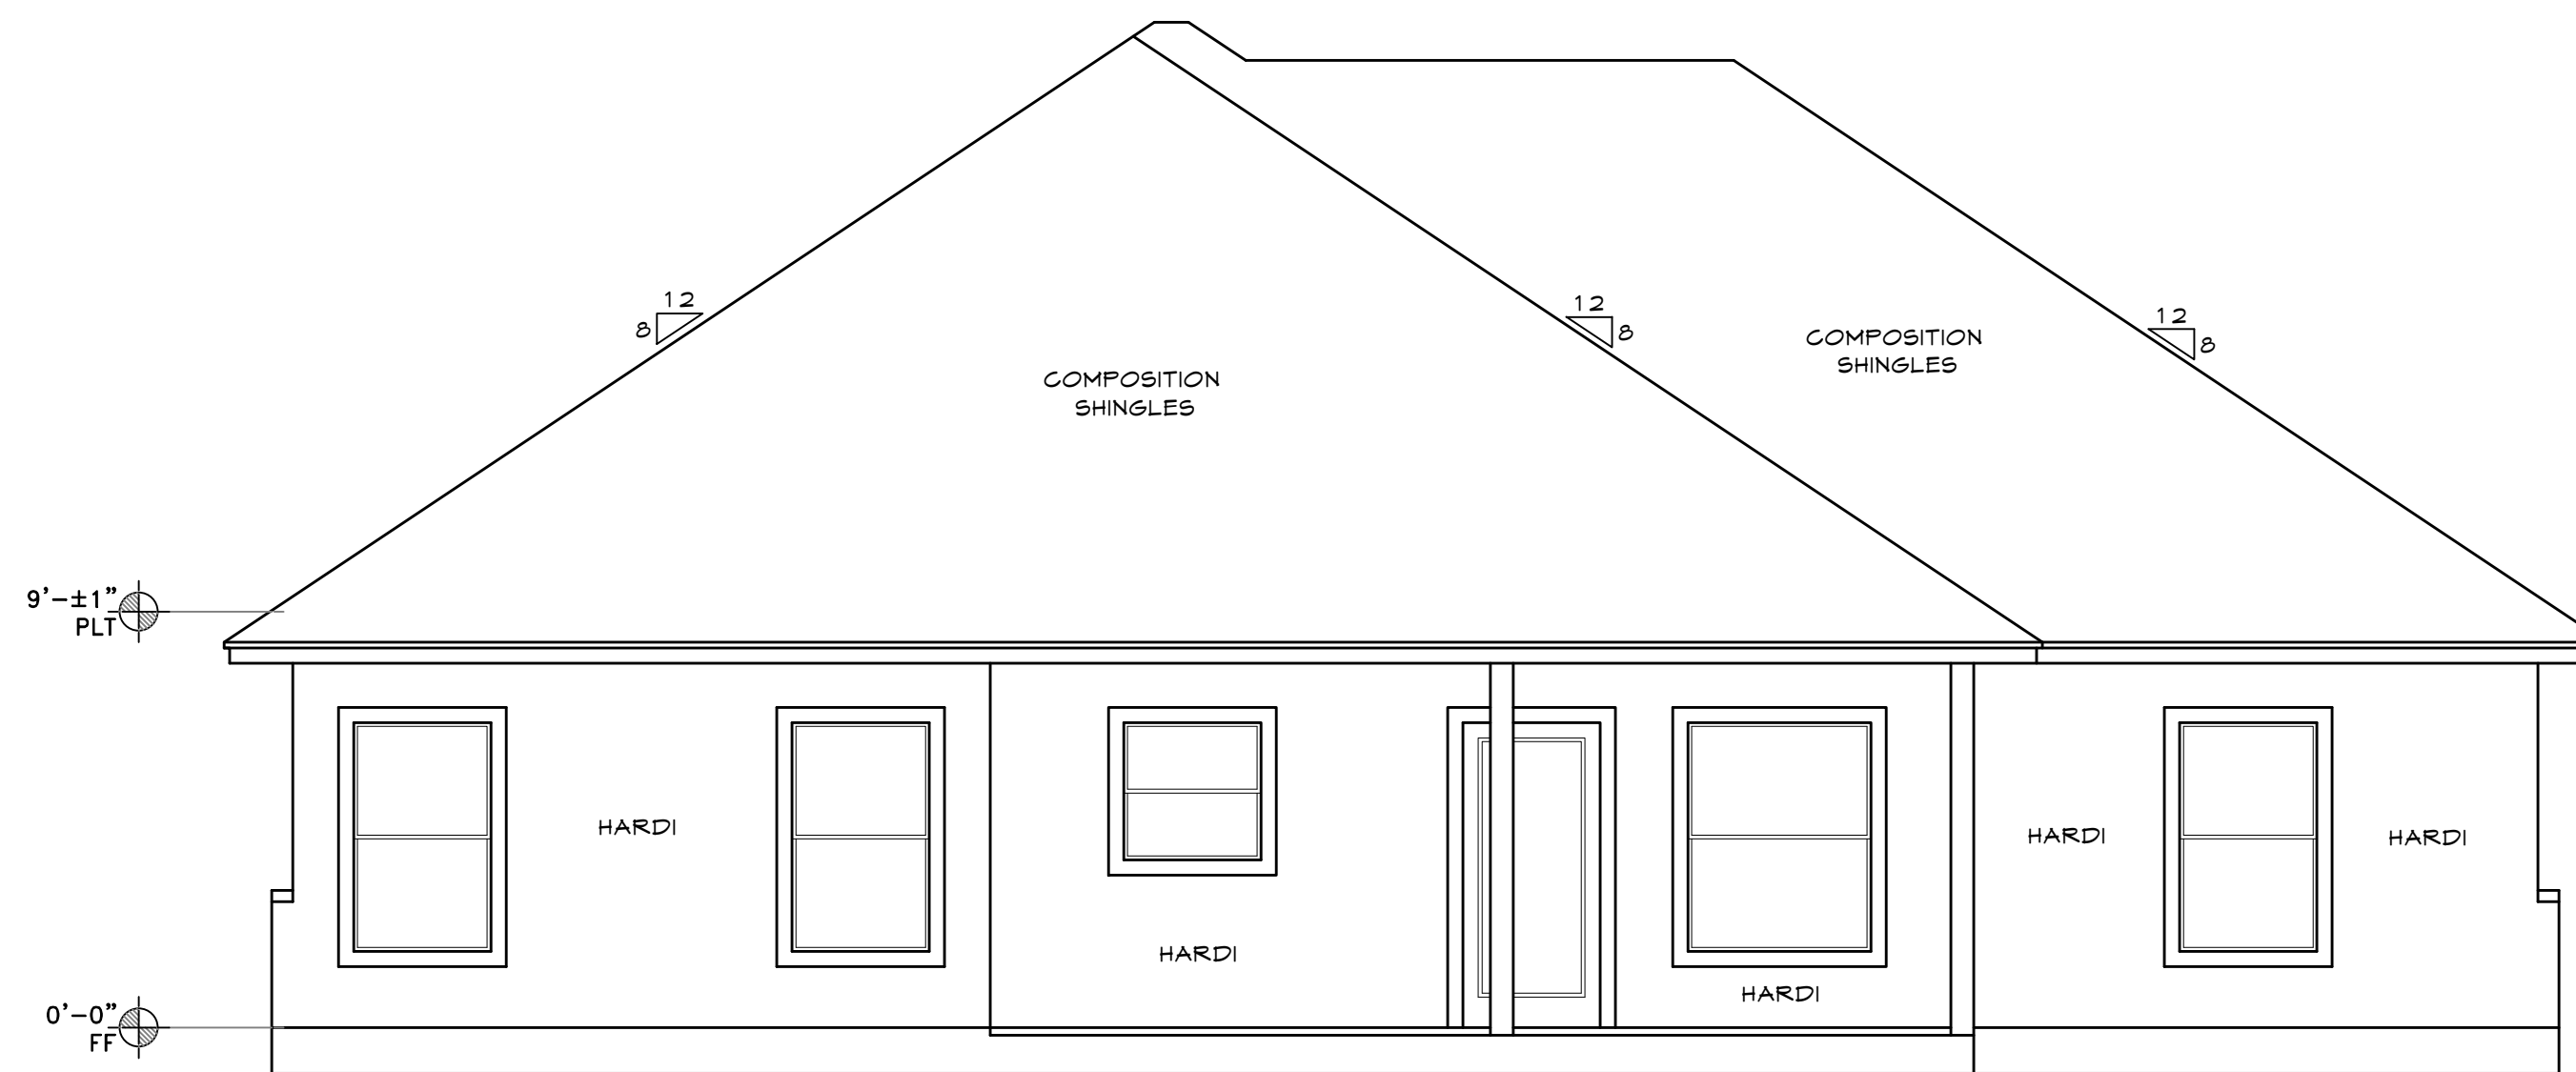 12
8
12
8
12
8
COMPOSITION
SHINGLES
COMPOSITION
SHINGLES
9'-±1"
PLT
HARDI
HARDI
HARDI
HARDI
HARDI
0'-0"
FF